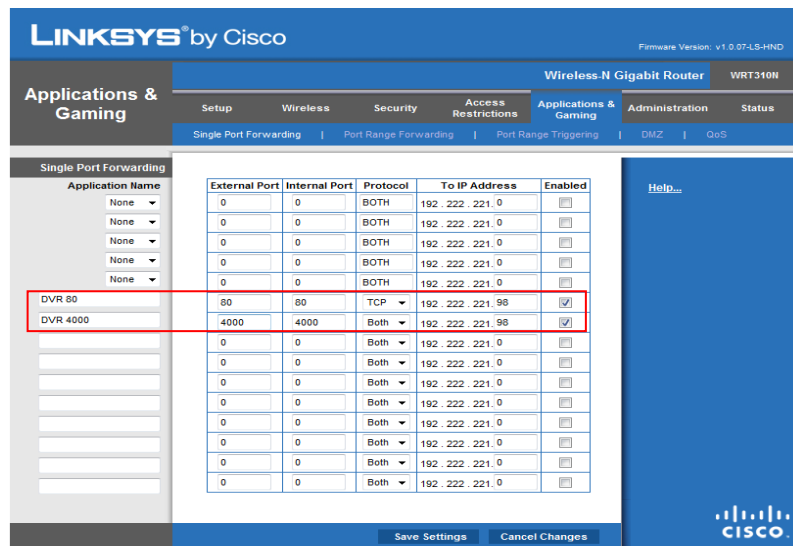 LINKSYS® by Cisco
Firmware Version: v1.0.07-LS-HND
Wireless-N Gigabit Router WRT310N
Applications & Gaming
Setup Wireless Security Access Restrictions Applications & Gaming Administration Status
Single Port Forwarding | Port Range Forwarding | Port Range Triggering | DMZ | QoS
Single Port Forwarding
Application Name External Port Internal Port Protocol To IP Address Enabled
Help...
None 0 0 BOTH 192 . 222 . 221. 0
None 0 0 BOTH 192 . 222 . 221. 0
None 0 0 BOTH 192 . 222 . 221. 0
None 0 0 BOTH 192 . 222 . 221. 0
None 0 0 BOTH 192 . 222 . 221. 0
DVR 80 80 80 TCP 192 . 222 . 221. 98
DVR 4000 4000 4000 Both 192 . 222 . 221. 98
0 0 Both 192 . 222 . 221. 0
0 0 Both 192 . 222 . 221. 0
0 0 Both 192 . 222 . 221. 0
0 0 Both 192 . 222 . 221. 0
0 0 Both 192 . 222 . 221. 0
0 0 Both 192 . 222 . 221. 0
0 0 Both 192 . 222 . 221. 0
0 0 Both 192 . 222 . 221. 0
Save Settings Cancel Changes
CISCO.